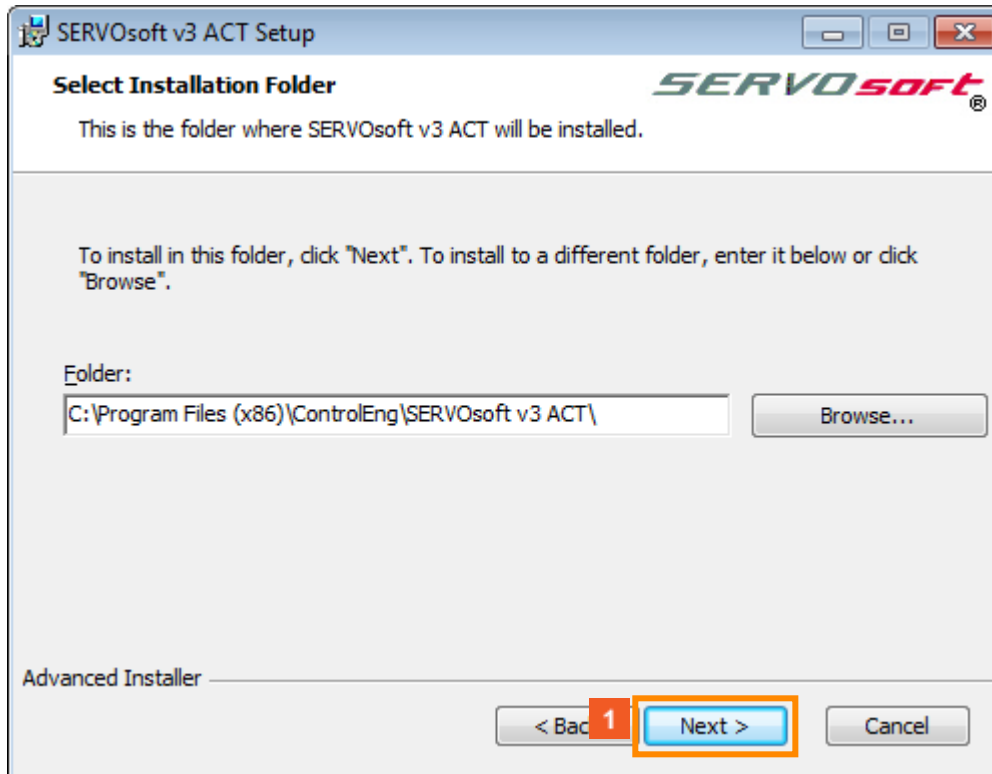 SERVOsoft v3 ACT Setup
Select Installation Folder
SERVOsoft®
This is the folder where SERVOsoft v3 ACT will be installed.
To install in this folder, click "Next". To install to a different folder, enter it below or click
"Browse".
Folder:
C:\Program Files (x86)\ControlEng\SERVOsoft v3 ACT\
Browse...
Advanced Installer
< Bac
1
Next >
Cancel